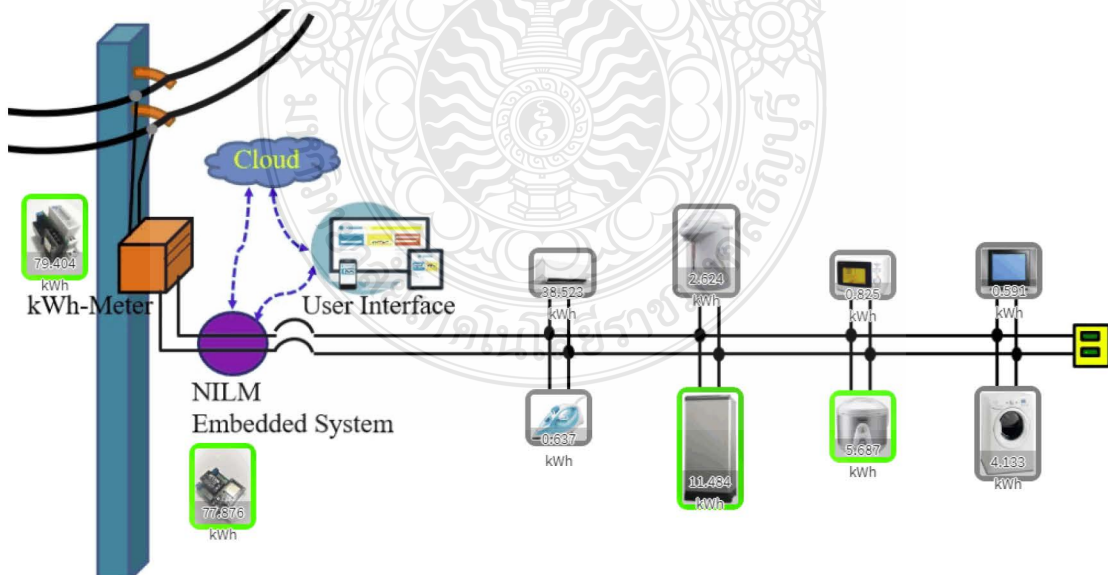 Cloud
79.404
kWh
kWh-Meter
User Interface
38.523
kWh
2.624
kWh
0.825
kWh
0.591
kWh
NILM
Embedded System
77.876
kWh
0.637
kWh
11.484
kWh
5.687
kWh
4.133
kWh